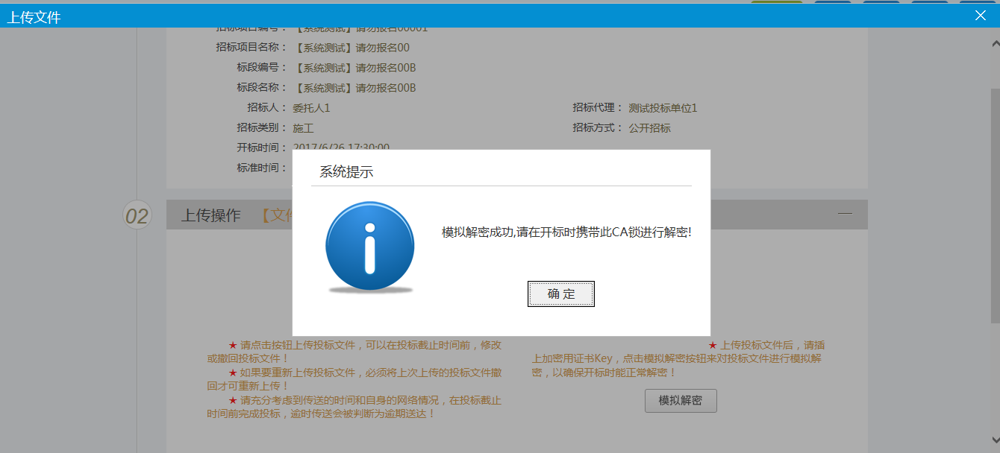 上传文件
招标项目编号： 【系统测试】请勿报名00001
招标项目名称： 【系统测试】请勿报名00
标段编号： 【系统测试】请勿报名00B
标段名称： 【系统测试】请勿报名00B
招标人： 委托人1 招标代理： 测试投标单位1
招标类别： 施工 招标方式： 公开招标
开标时间： 2017/6/26 17:30:00
标准时间：
系统提示
模拟解密成功,请在开标时携带此CA锁进行解密!
确 定
02 上传操作 【文件
★ 请点击按钮上传投标文件，可以在投标截止时间前，修改
或撤回投标文件！
★ 如果要重新上传投标文件，必须将上次上传的投标文件撤
回才可重新上传！
★ 请充分考虑到传送的时间和自身的网络情况，在投标截止
时间前完成投标，逾时传送会被判断为逾期送达！
★ 上传投标文件后，请插
上加密用证书Key，点击模拟解密按钮来对投标文件进行模拟解
密，以确保开标时能正常解密！
模拟解密